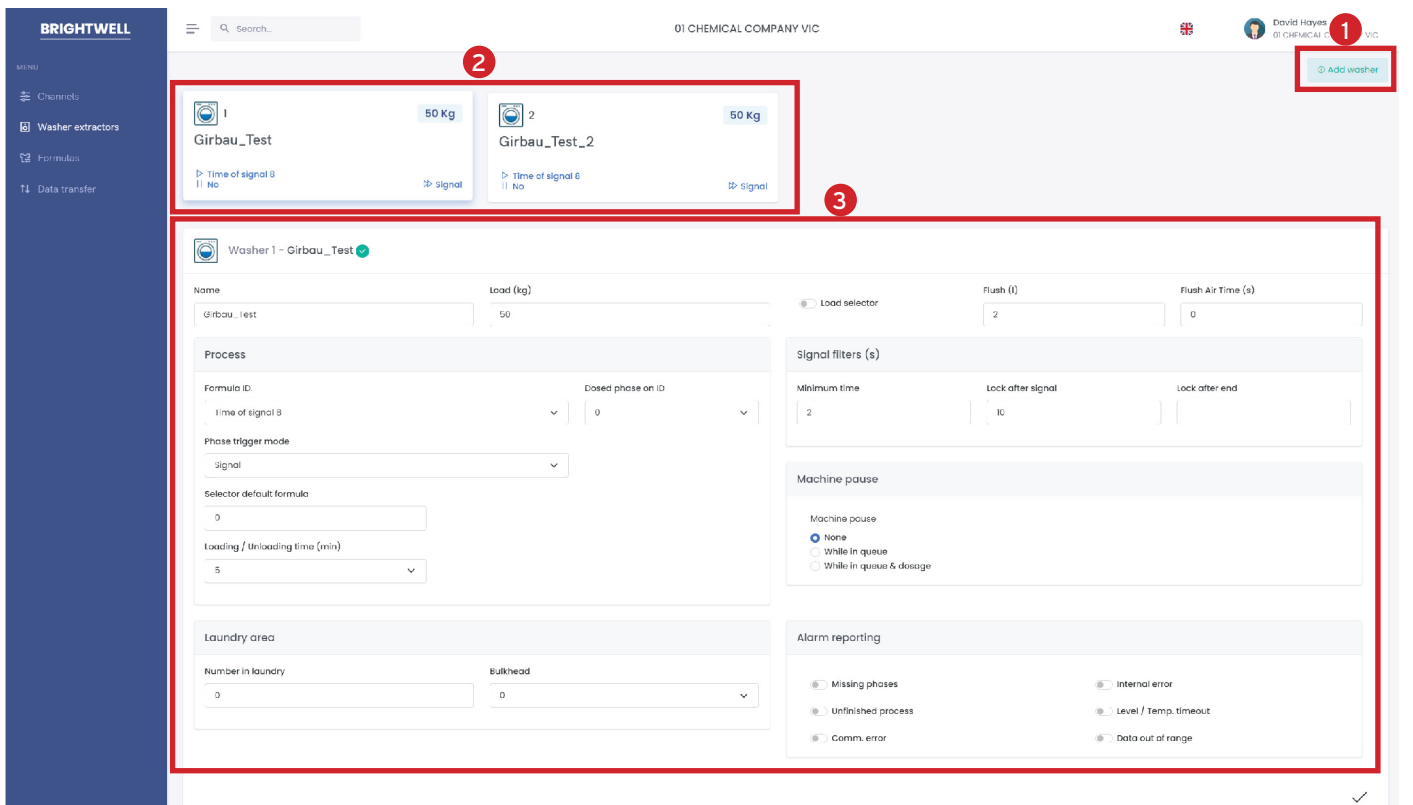 BRIGHTWELL
Search...
01 CHEMICAL COMPANY VIC
David Hayes
01 CHEMICAL C VIC
1
MENU
Channels
Washer extractors
Formulas
Data transfer
Add washer
2
1
50 Kg
Girbau_Test
Time of signal 8
No
Signal
2
50 Kg
Girbau_Test_2
Time of signal 8
No
Signal
3
Washer 1 - Girbau_Test
Name
Load (kg)
Load selector
Flush (l)
Flush Air Time (s)
Girbau_Test
50
2
0
Process
Formula ID.
Dosed phase on ID
Time of signal 8
0
Phase trigger mode
Signal
Selector default formula
0
Loading / Unloading time (min)
5
Signal filters (s)
Minimum time
Lock after signal
Lock after end
2
10
Machine pause
Machine pause
None
While in queue
While in queue & dosage
Laundry area
Number in laundry
Bulkhead
0
0
Alarm reporting
Missing phases
Internal error
Unfinished process
Level / Temp. timeout
Comm. error
Data out of range